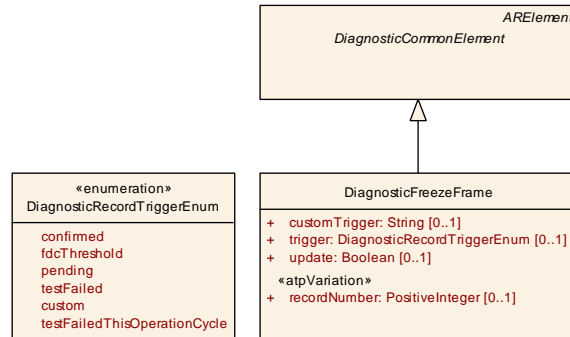 ARElement
DiagnosticCommonElement
«enumeration»
DiagnosticRecordTriggerEnum
confirmed
fdcThreshold
pending
testFailed
custom
testFailedThisOperationCycle
DiagnosticFreezeFrame
+ customTrigger: String [0..1]
+ trigger: DiagnosticRecordTriggerEnum [0..1]
+ update: Boolean [0..1]
«atpVariation»
+ recordNumber: PositiveInteger [0..1]